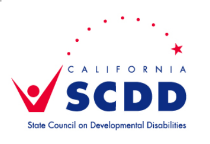 CALIFORNIA
SCDD
State Council on Developmental Disabilities